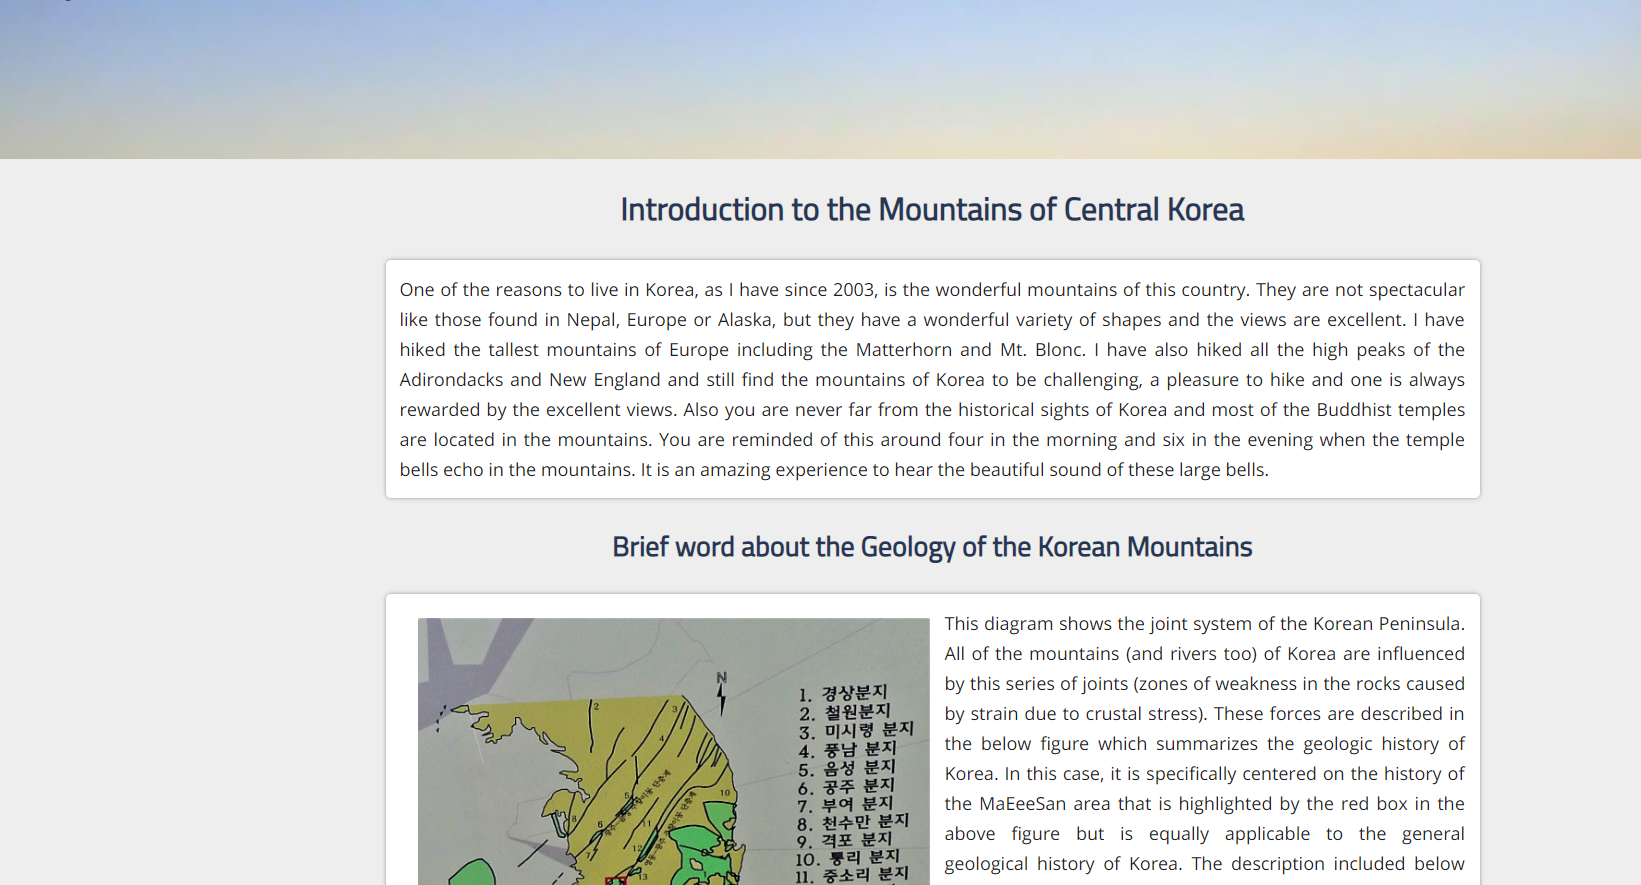 Introduction to the Mountains of Central Korea
One of the reasons to live in Korea, as I have since 2003, is the wonderful mountains of this country. They are not spectacular
like those found in Nepal, Europe or Alaska, but they have a wonderful variety of shapes and the views are excellent. I have
hiked the tallest mountains of Europe including the Matterhorn and Mt. Blonc. I have also hiked all the high peaks of the
Adirondacks and New England and still find the mountains of Korea to be challenging, a pleasure to hike and one is always
rewarded by the excellent views. Also you are never far from the historical sights of Korea and most of the Buddhist temples
are located in the mountains. You are reminded of this around four in the morning and six in the evening when the temple
bells echo in the mountains. It is an amazing experience to hear the beautiful sound of these large bells.
Brief word about the Geology of the Korean Mountains
N
1. 경상분지
2. 철원분지
3. 미시령 분지
4. 풍남 분지
5. 음성 분지
6. 공주 분지
7. 부여 분지
8. 천수만 분지
9. 격포 분지
10. 통리 분지
11. 중소리 분지
2
3
4
5
10
8
6
11
7
12
13
This diagram shows the joint system of the Korean Peninsula.
All of the mountains (and rivers too) of Korea are influenced
by this series of joints (zones of weakness in the rocks caused
by strain due to crustal stress). These forces are described in
the below figure which summarizes the geologic history of
Korea. In this case, it is specifically centered on the history of
the MaEeeSan area that is highlighted by the red box in the
above figure but is equally applicable to the general
geological history of Korea. The description included below